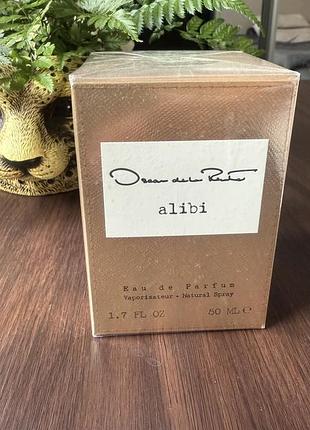 Oscar de la Renta
alibi
Eau de Parfum
Vaporisateur • Natural Spray
1.7 FL OZ 50 ML ℮